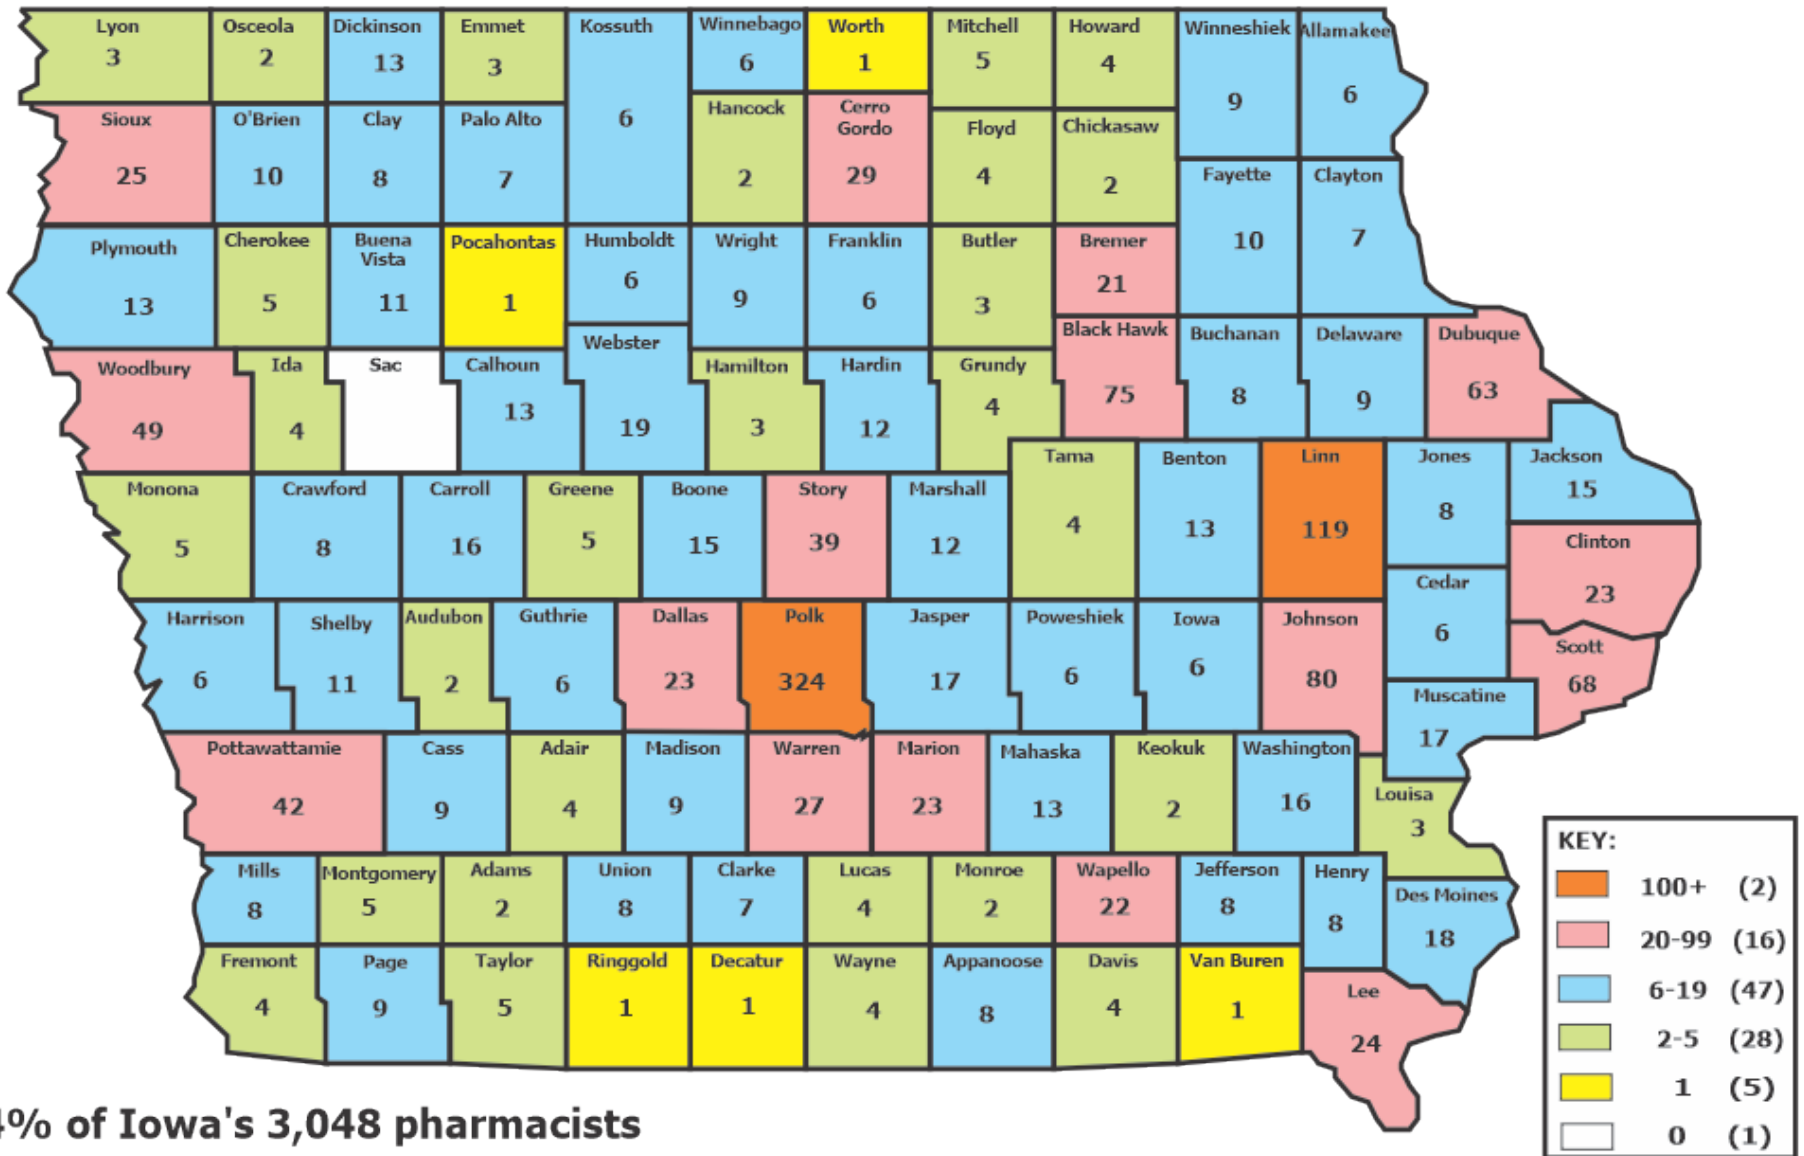 Lyon
3
Osceola
2
Dickinson
13
Emmet
3
Kossuth
6
Winnebago
6
Worth
1
Mitchell
5
Howard
4
Winneshiek
9
Allamakee
6
Sioux
25
O'Brien
10
Clay
8
Palo Alto
7
Hancock
2
Cerro
Gordo
29
Floyd
4
Chickasaw
2
Fayette
10
Clayton
7
Plymouth
13
Cherokee
5
Buena
Vista
11
Pocahontas
1
Humboldt
6
Wright
9
Franklin
6
Butler
3
Bremer
21
Woodbury
49
Ida
4
Sac
Calhoun
13
Webster
19
Hamilton
3
Hardin
12
Grundy
4
Black Hawk
75
Buchanan
8
Delaware
9
Dubuque
63
Monona
5
Crawford
8
Carroll
16
Greene
5
Boone
15
Story
39
Marshall
12
Tama
4
Benton
13
Linn
119
Jones
8
Jackson
15
Clinton
23
Cedar
6
Harrison
6
Shelby
11
Audubon
2
Guthrie
6
Dallas
23
Polk
324
Jasper
17
Poweshiek
6
Iowa
6
Johnson
80
Scott
68
Muscatine
17
Pottawattamie
42
Cass
9
Adair
4
Madison
9
Warren
27
Marion
23
Mahaska
13
Keokuk
2
Washington
16
Louisa
3
Mills
8
Montgomery
5
Adams
2
Union
8
Clarke
7
Lucas
4
Monroe
2
Wapello
22
Jefferson
8
Henry
8
Des Moines
18
Fremont
4
Page
9
Taylor
5
Ringgold
1
Decatur
1
Wayne
4
Appanoose
8
Davis
4
Van Buren
1
Lee
24
KEY:
100+ (2)
20-99 (16)
6-19 (47)
2-5 (28)
1 (5)
0 (1)
4% of Iowa's 3,048 pharmacists